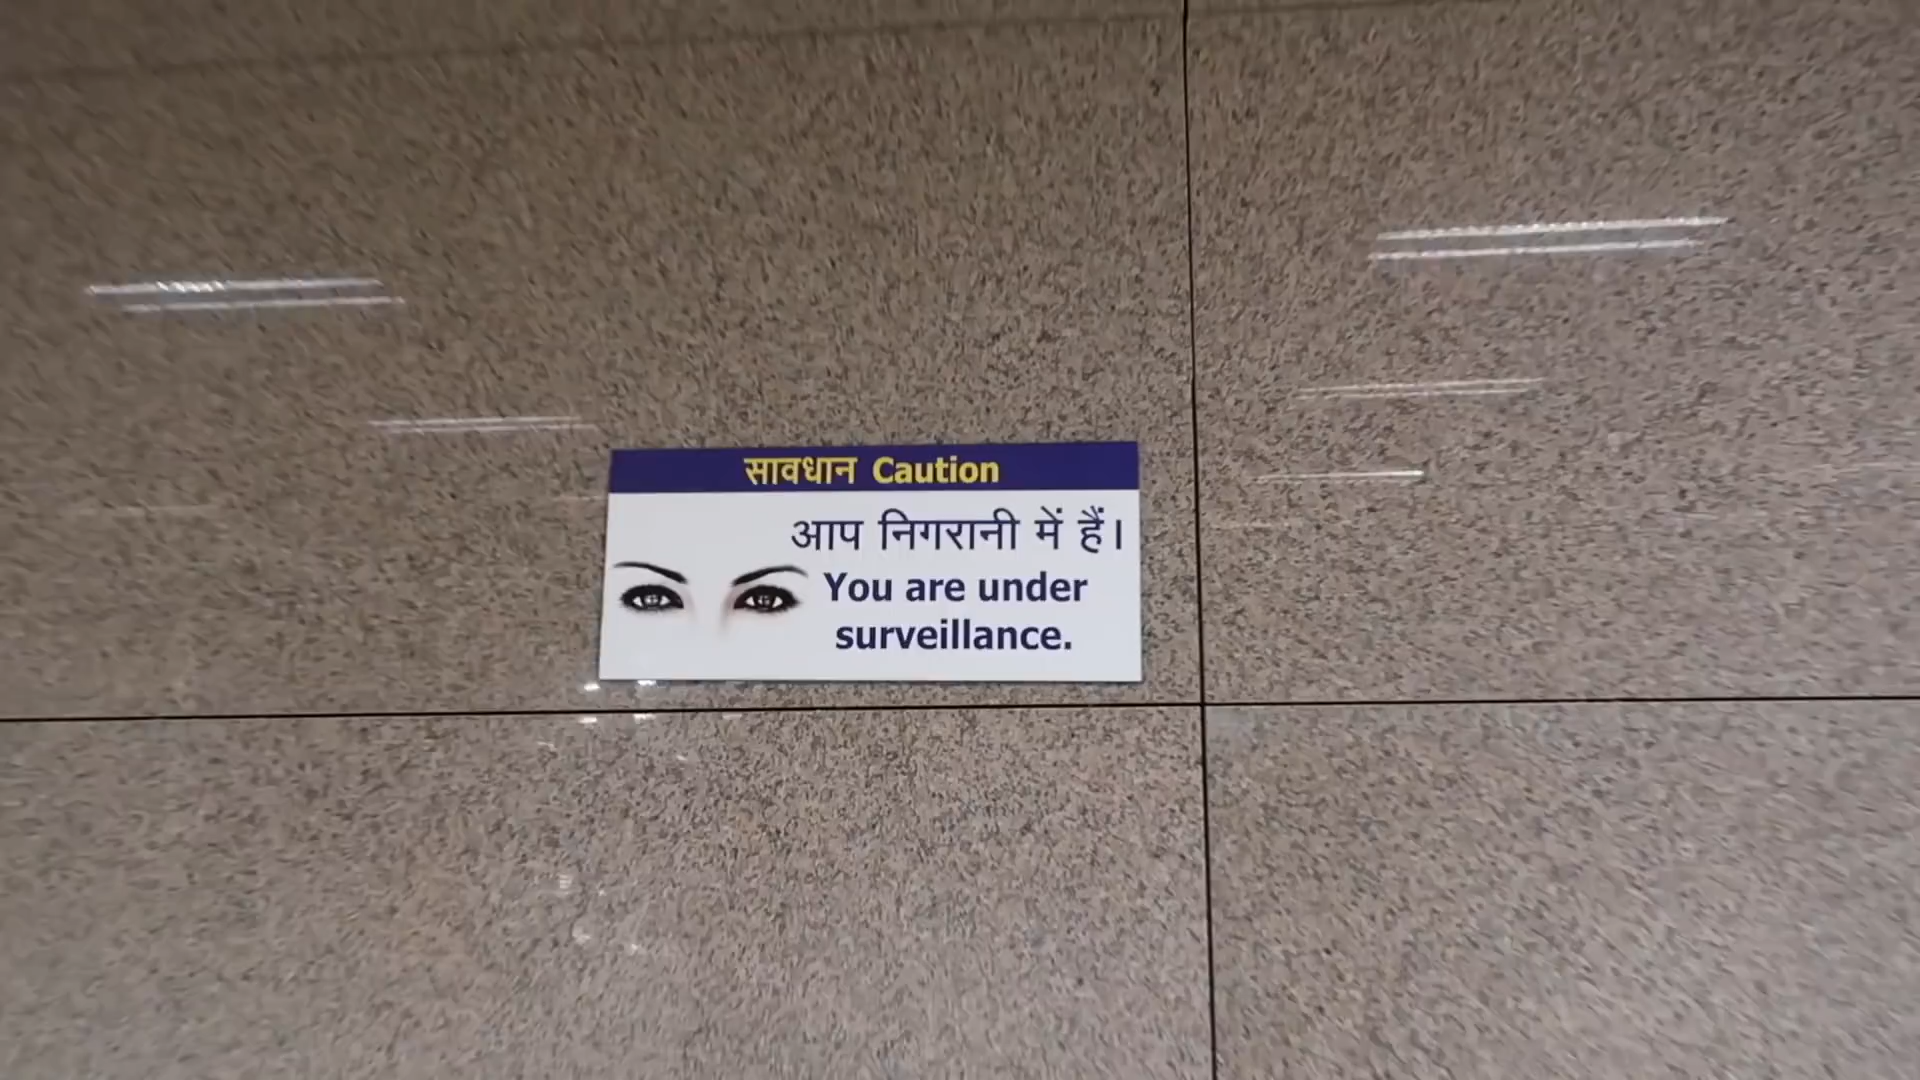 सावधान Caution
आप निगरानी में हैं।
You are under
surveillance.